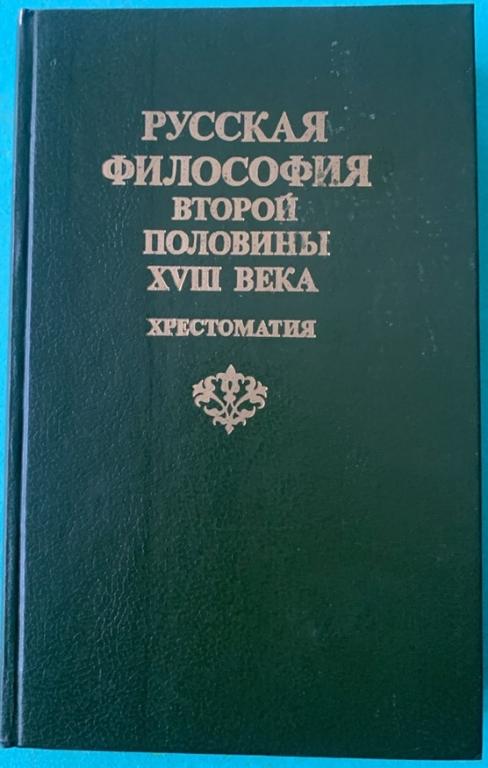 РУССКАЯ
ФИЛОСОФИЯ
ВТОРОЙ
ПОЛОВИНЫ
XVIII ВЕКА
ХРЕСТОМАТИЯ